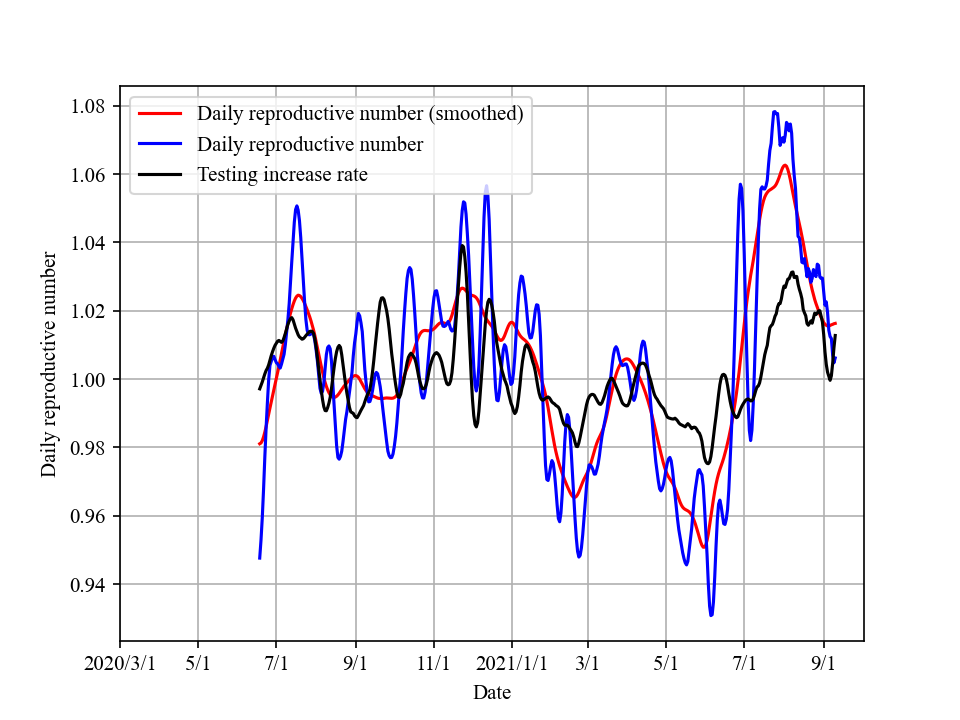 Daily reproductive number (smoothed)
Daily reproductive number
Testing increase rate
Daily reproductive number
1.08
1.06
1.04
1.02
1.00
0.98
0.96
0.94
2020/3/1 5/1 7/1 9/1 11/1 2021/1/1 3/1 5/1 7/1 9/1
Date